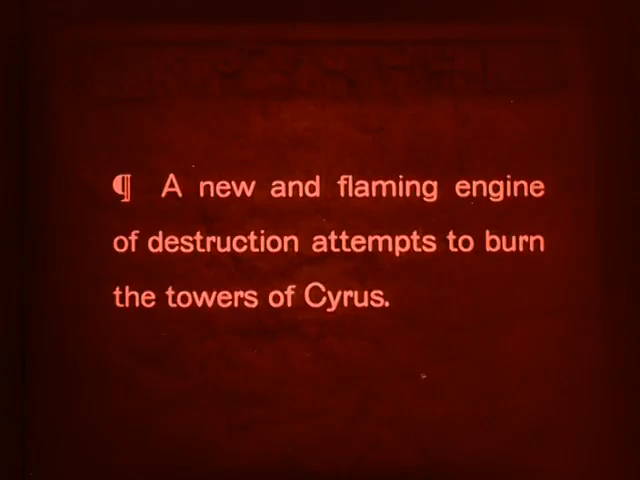 ¶ A new and flaming engine
of destruction attempts to burn
the towers of Cyrus.